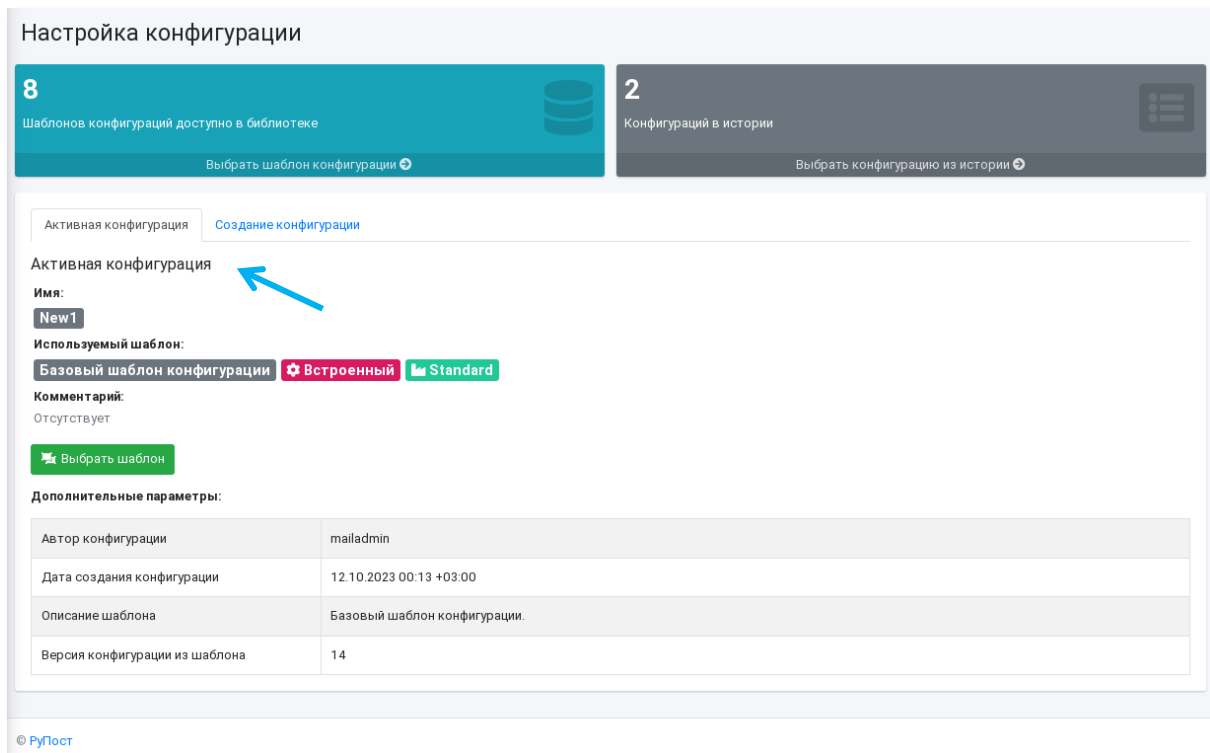 Настройка конфигурации
8
Шаблонов конфигураций доступно в библиотеке
Выбрать шаблон конфигурации
2
Конфигураций в истории
Выбрать конфигурацию из истории
Активная конфигурация
Создание конфигурации
Активная конфигурация
Имя:
New1
Используемый шаблон:
Базовый шаблон конфигурации Встроенный Standard
Комментарий:
Отсутствует
Выбрать шаблон
Дополнительные параметры:
Автор конфигурации mailadmin
Дата создания конфигурации 12.10.2023 00:13 +03:00
Описание шаблона Базовый шаблон конфигурации.
Версия конфигурации из шаблона 14
© РуПост